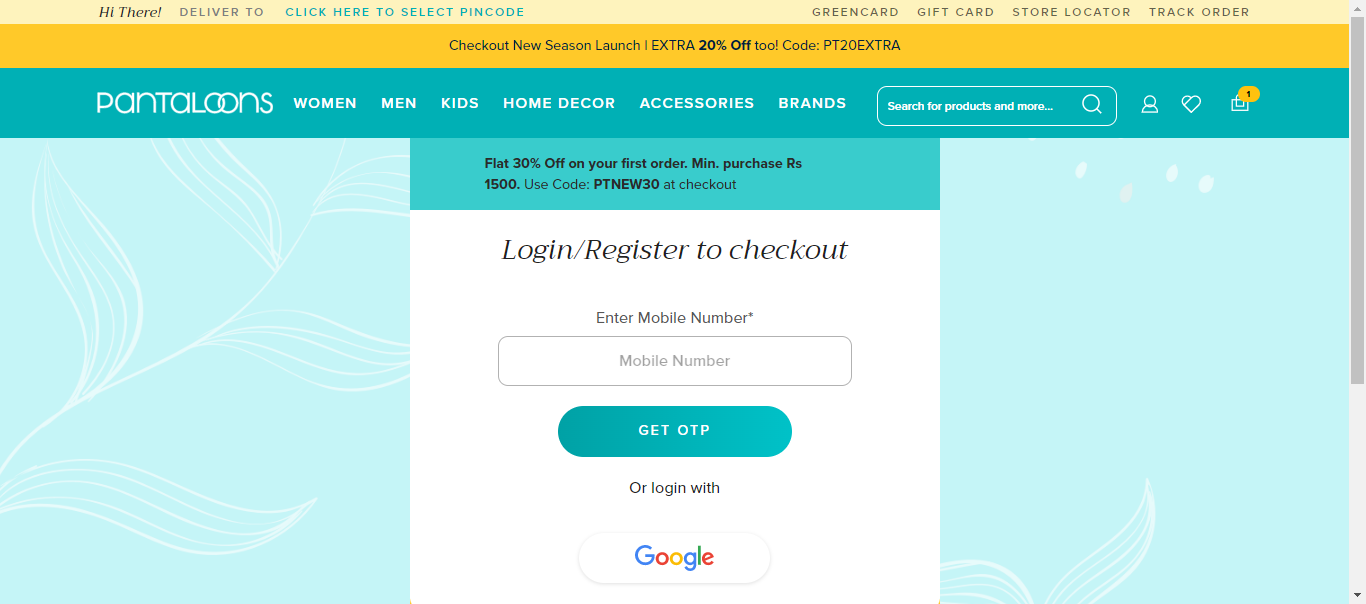 Hi There! DELIVER TO CLICK HERE TO SELECT PINCODE GREENCARD GIFT CARD STORE LOCATOR TRACK ORDER
Checkout New Season Launch | EXTRA 20% Off too! Code: PT20EXTRA
PANTALOONS WOMEN MEN KIDS HOME DECOR ACCESSORIES BRANDS Search for products and more... 1
Flat 30% Off on your first order. Min. purchase Rs
1500. Use Code: PTNEW30 at checkout
Login/Register to checkout
Enter Mobile Number*
Mobile Number
GET OTP
Or login with
Google